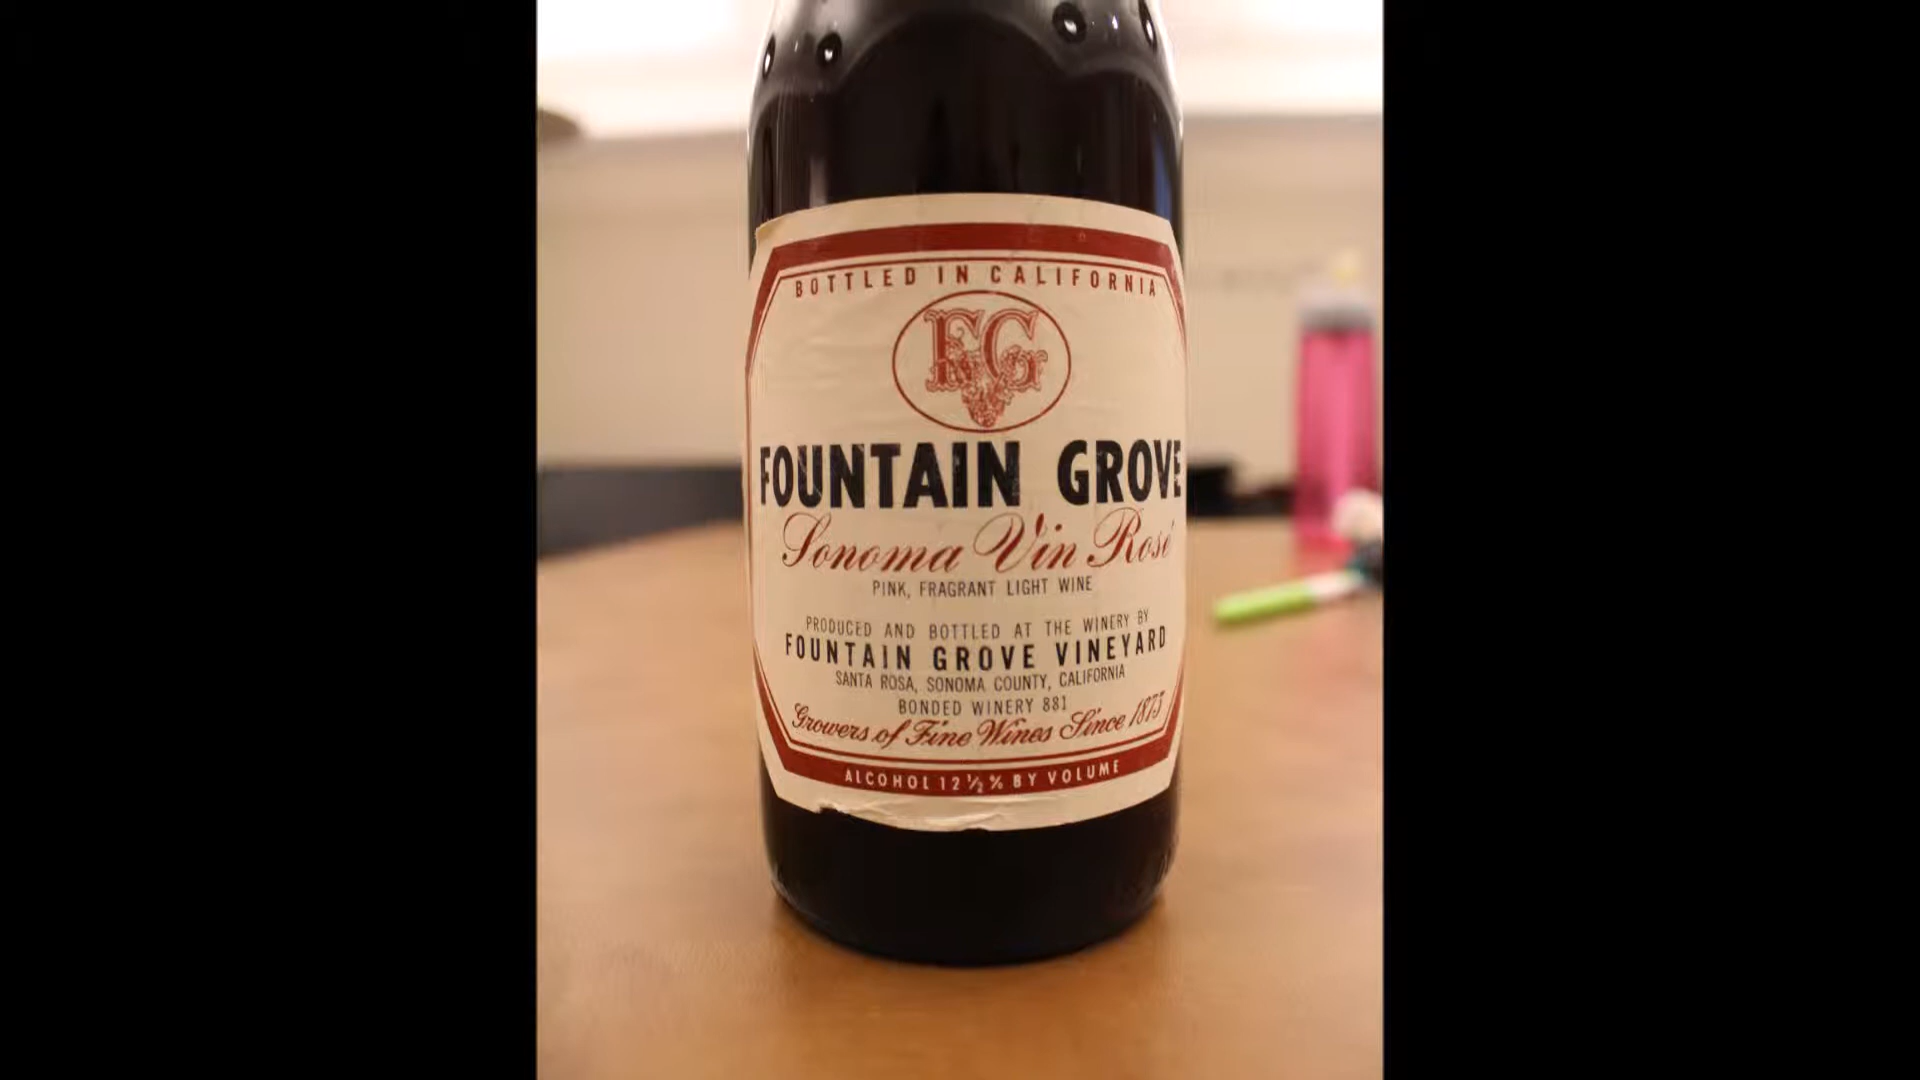 BOTTLED IN CALIFORNIA
FG
FOUNTAIN GROVE
Sonoma Vin Rosé
PINK, FRAGRANT LIGHT WINE
PRODUCED AND BOTTLED AT THE WINERY BY
FOUNTAIN GROVE VINEYARD
SANTA ROSA, SONOMA COUNTY, CALIFORNIA
BONDED WINERY 881
Growers of Fine Wines Since 1873
ALCOHOL 12½% BY VOLUME